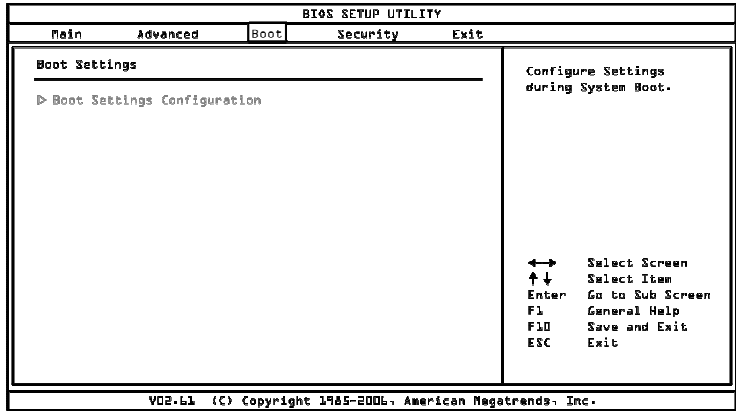 BIOS SETUP UTILITY
Main Advanced Boot Security Exit
Boot Settings
▷ Boot Settings Configuration
Configure Settings
during System Boot.
←→ Select Screen
↑↓ Select Item
Enter Go to Sub Screen
F1 General Help
F10 Save and Exit
ESC Exit
V02.61 (C) Copyright 1985-2006, American Megatrends, Inc.